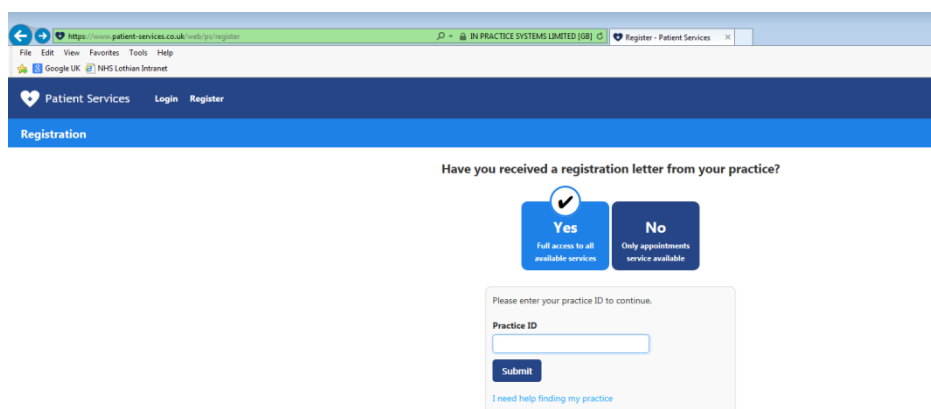 https://www.patient-services.co.uk/web/ps/register
IN PRACTICE SYSTEMS LIMITED [GB]
Register - Patient Services
File Edit View Favorites Tools Help
Google UK NHS Lothian Intranet
Patient Services Login Register
Registration
Have you received a registration letter from your practice?
Yes No
Full access to all Only appointments
available services service available
Please enter your practice ID to continue.
Practice ID
Submit
I need help finding my practice